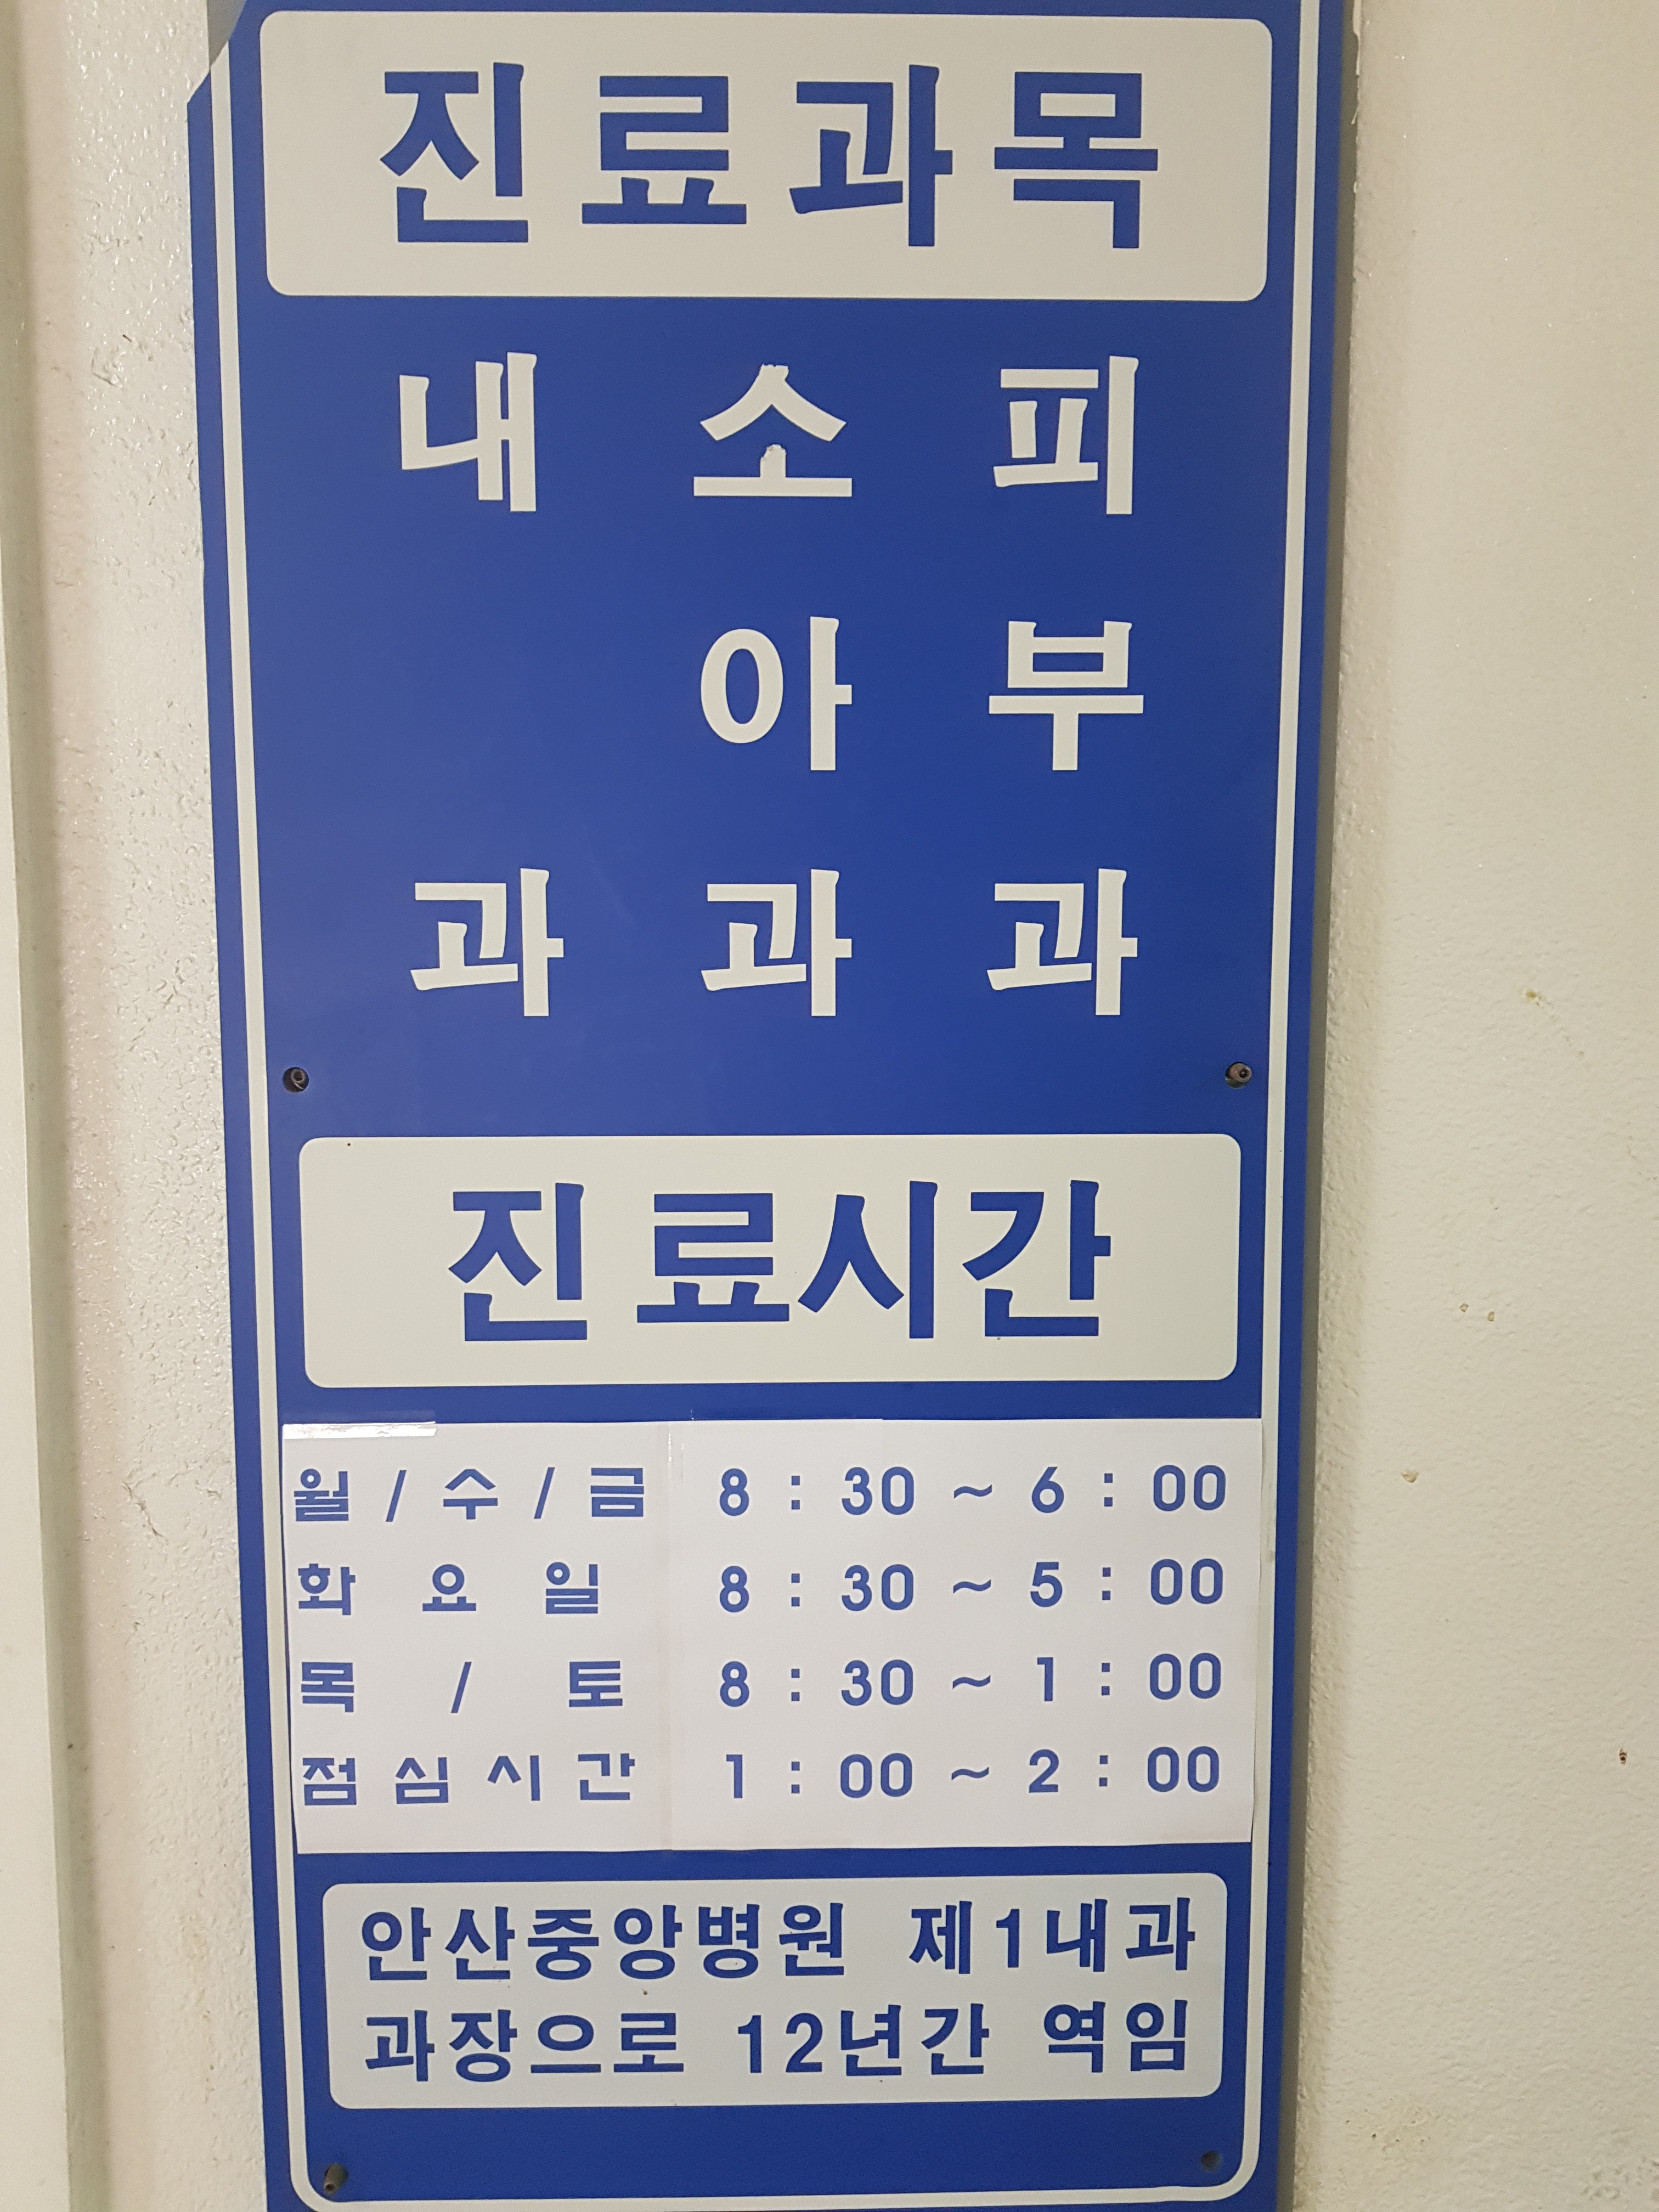 진료과목
내 소 피
아 부
과 과 과
진료시간
월/수/금 8:30~6:00
화요일 8:30~5:00
목/토 8:30~1:00
점심시간 1:00~2:00
안산중앙병원 제1내과
과장으로 12년간 역임